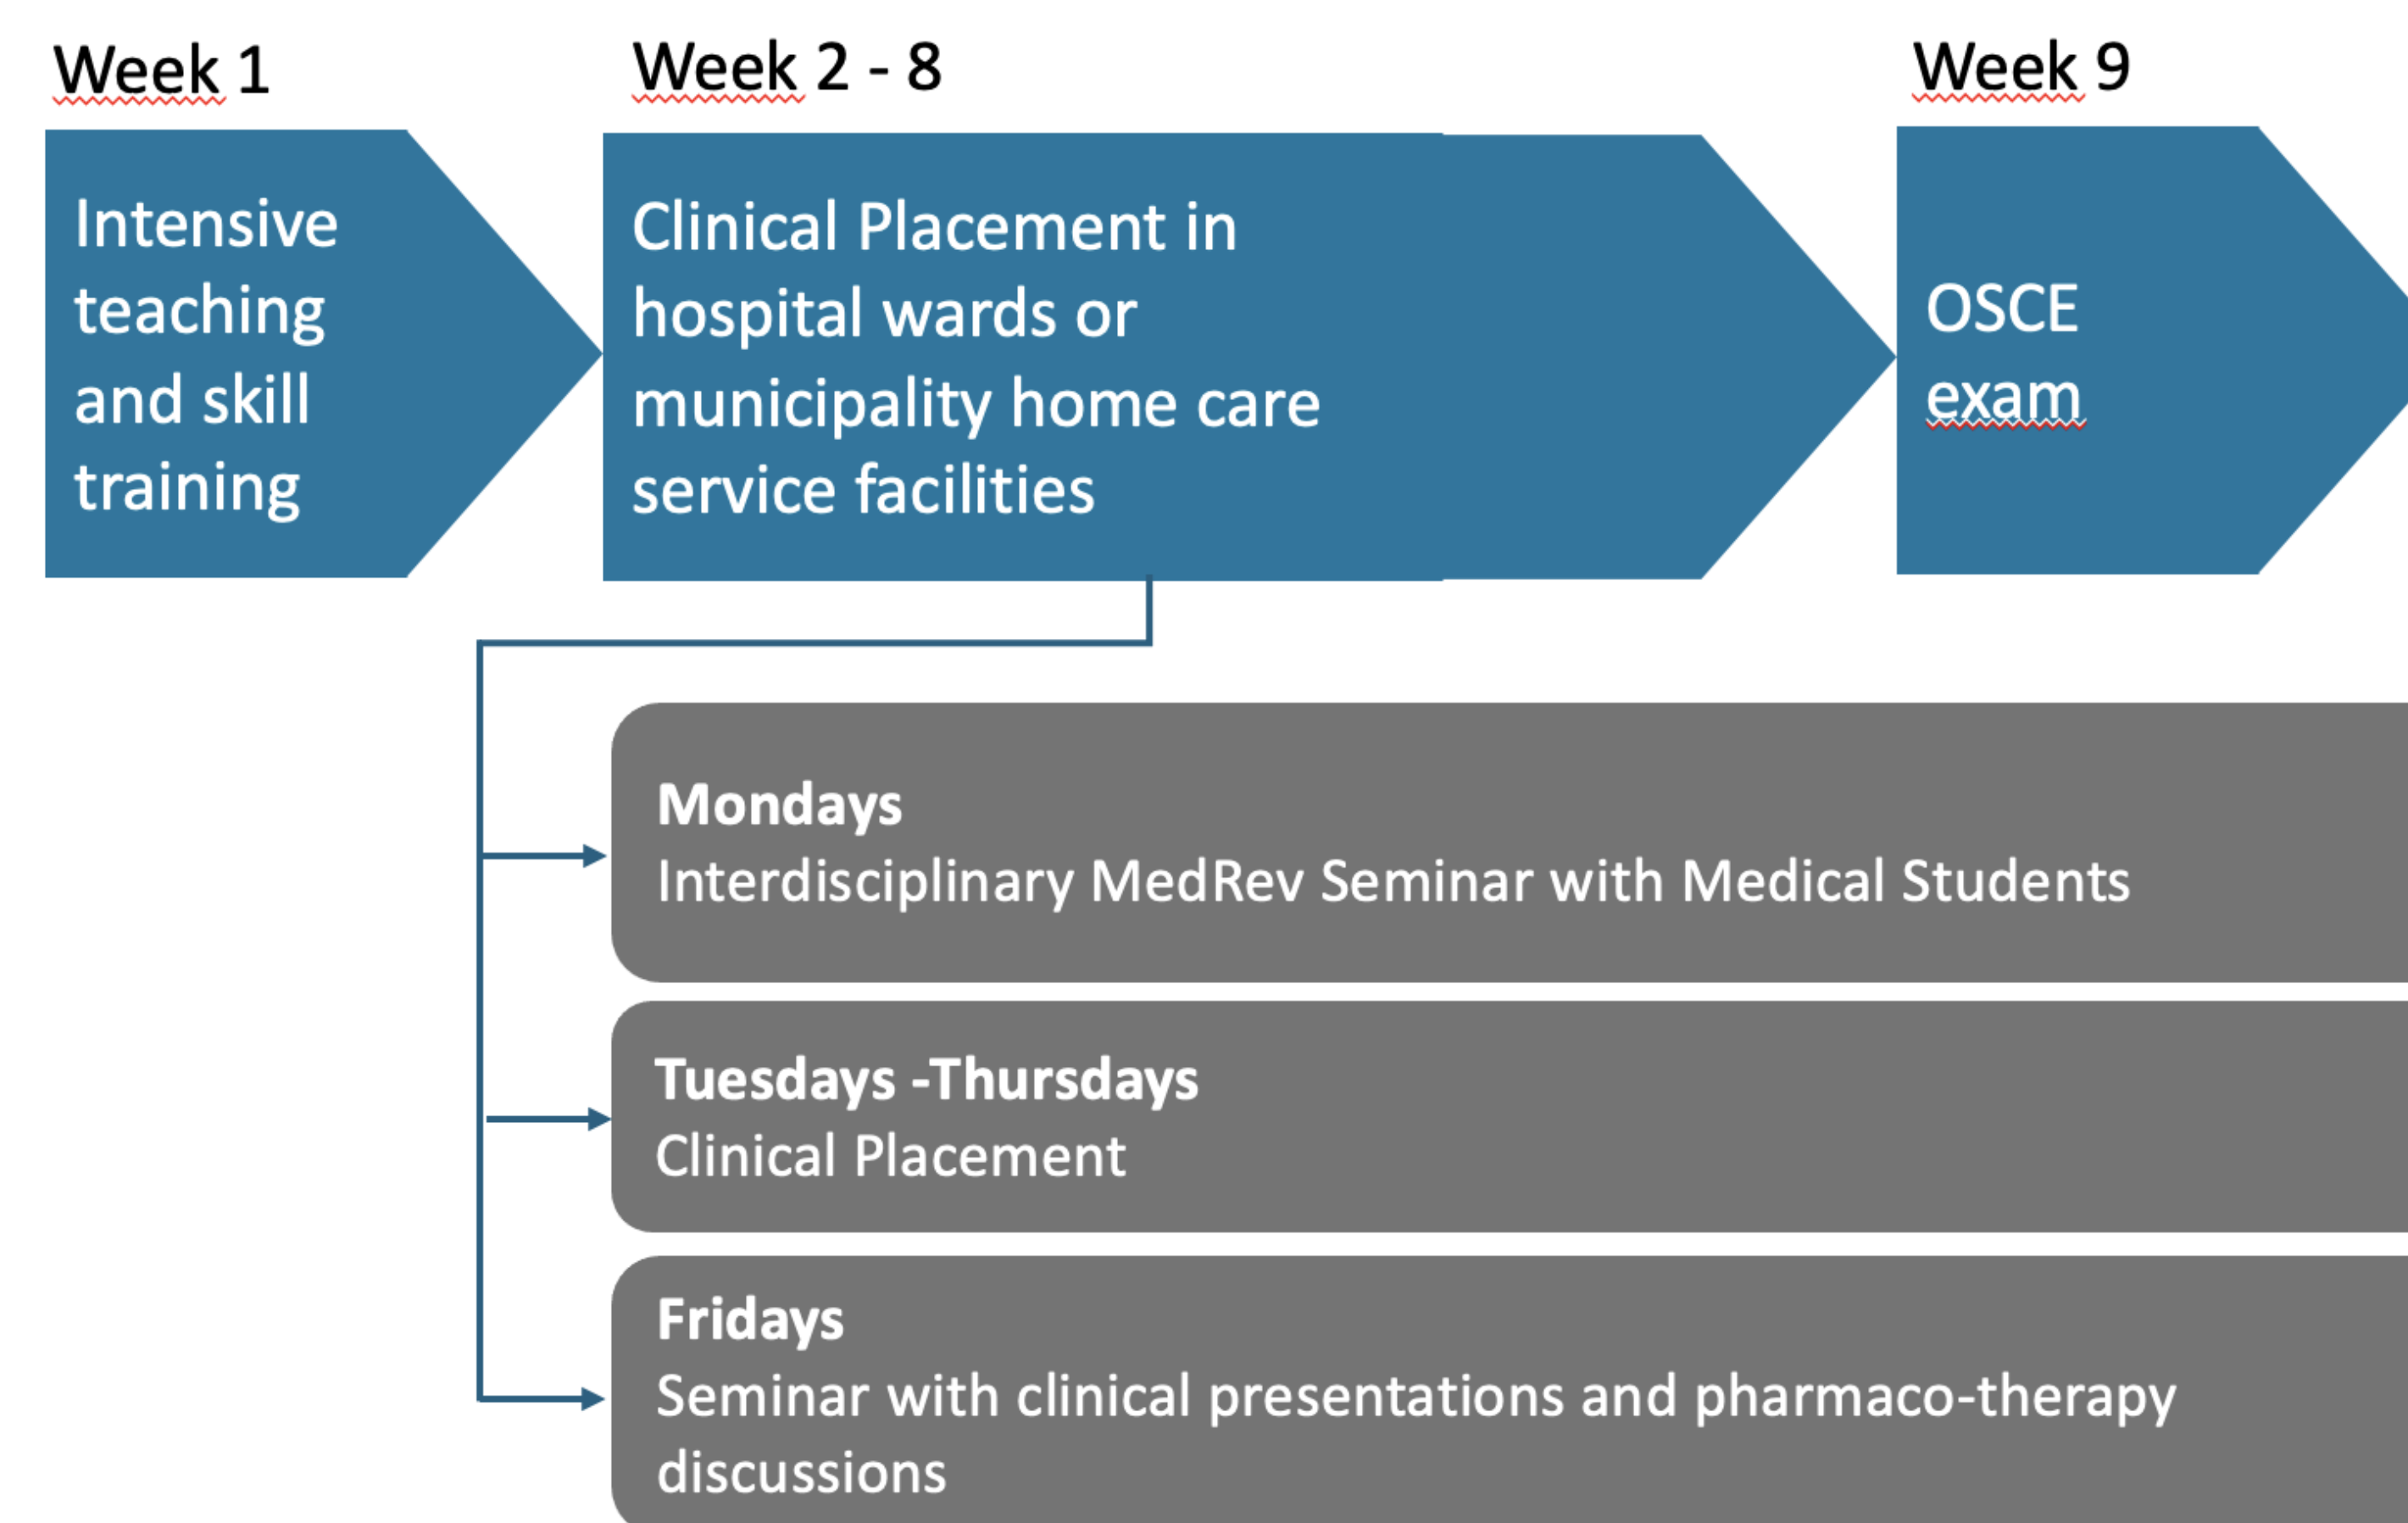 Week 1
Intensive
teaching
and skill
training
Week 2 - 8
Clinical Placement in
hospital wards or
municipality home care
service facilities
Week 9
OSCE
exam
Mondays
Interdisciplinary MedRev Seminar with Medical Students
Tuesdays -Thursdays
Clinical Placement
Fridays
Seminar with clinical presentations and pharmaco-therapy
discussions